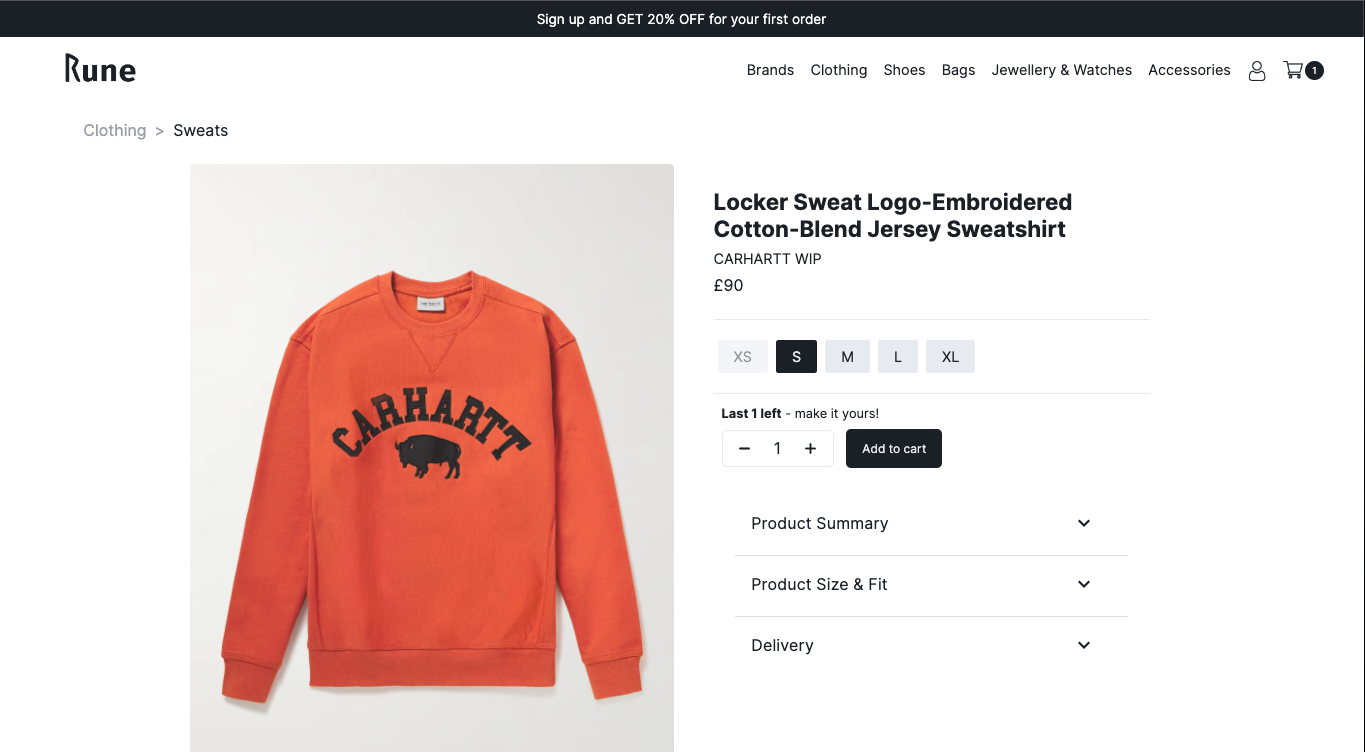 Sign up and GET 20% OFF for your first order
Rune
Brands Clothing Shoes Bags Jewellery & Watches Accessories 1
Clothing > Sweats
Locker Sweat Logo-Embroidered
Cotton-Blend Jersey Sweatshirt
CARHARTT WIP
£90
XS S M L XL
Last 1 left - make it yours!
− 1 + Add to cart
Product Summary
Product Size & Fit
Delivery
CARHARTT